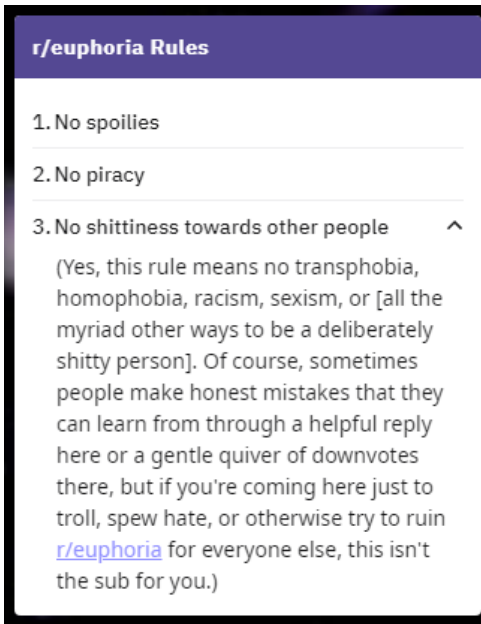 r/euphoria Rules
1. No spoilies
2. No piracy
3. No shittiness towards other people
(Yes, this rule means no transphobia,
homophobia, racism, sexism, or [all the
myriad other ways to be a deliberately
shitty person]. Of course, sometimes
people make honest mistakes that they
can learn from through a helpful reply
here or a gentle quiver of downvotes
there, but if you're coming here just to
troll, spew hate, or otherwise try to ruin
r/euphoria for everyone else, this isn't
the sub for you.)